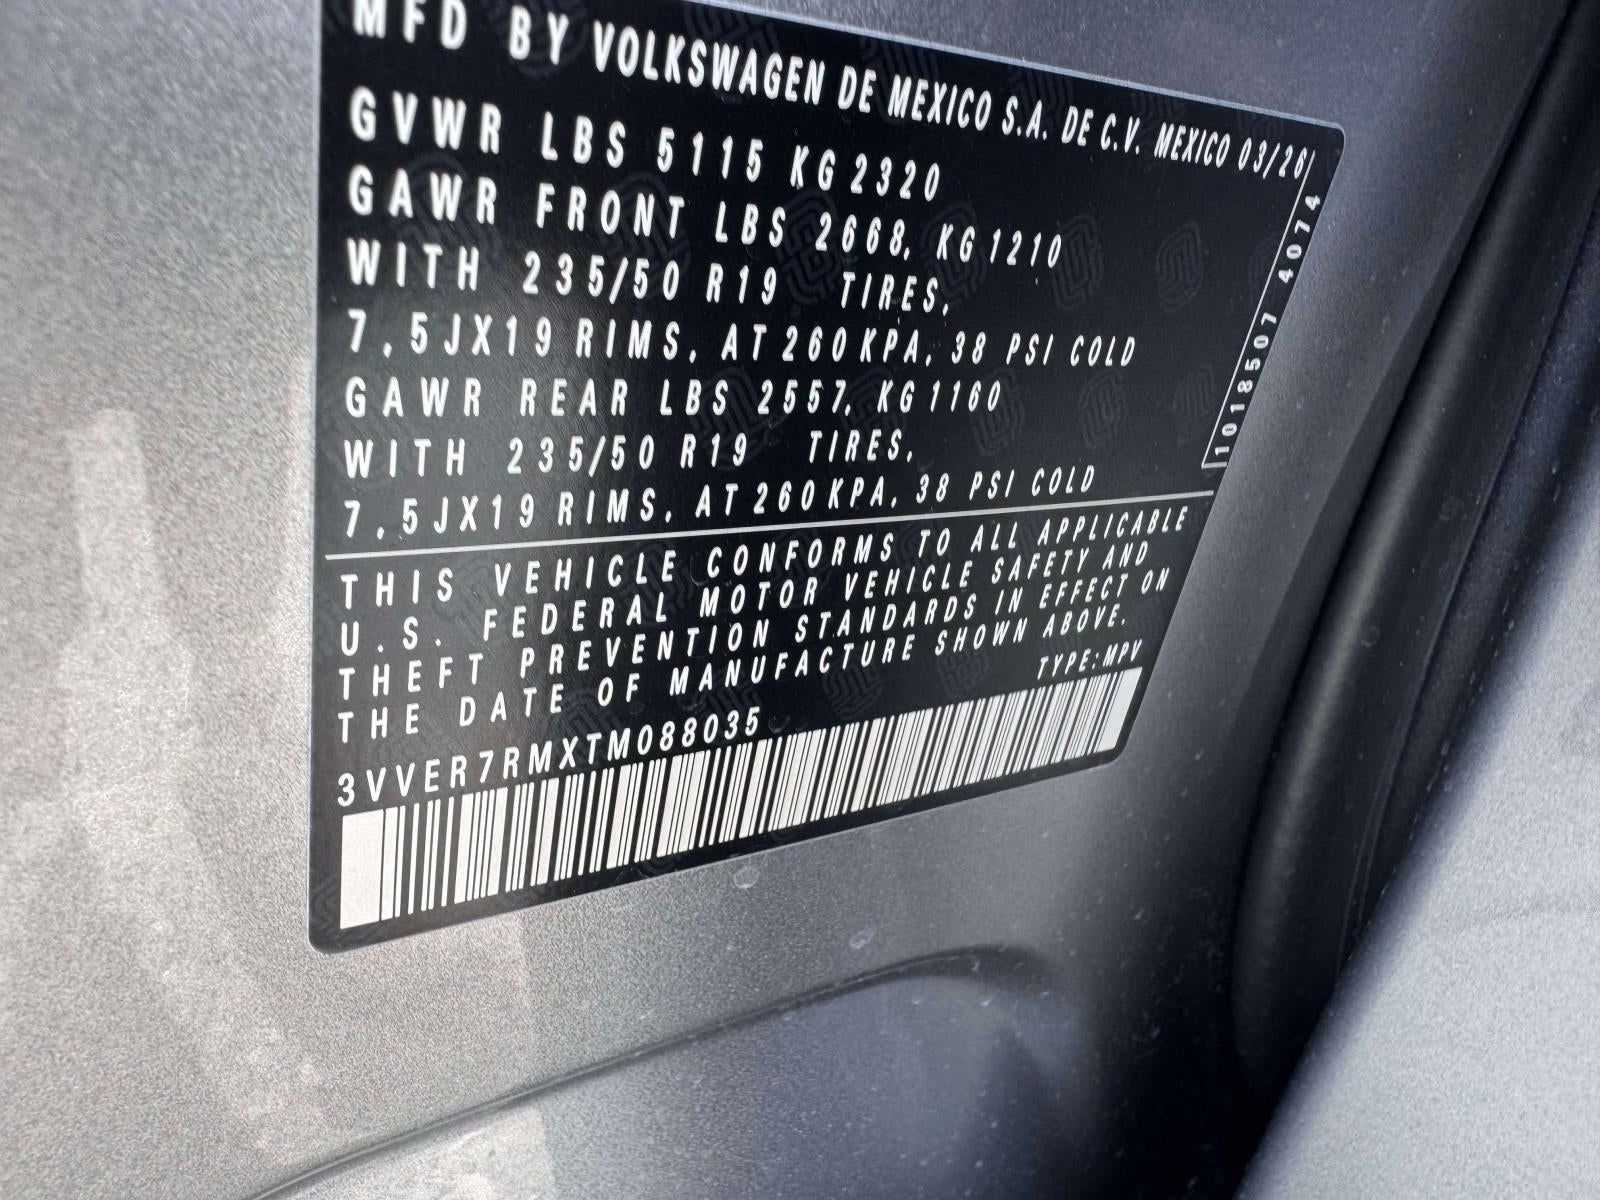 MFD BY VOLKSWAGEN DE MEXICO S.A. DE C.V. MEXICO 03/26
GVWR LBS 5115 KG 2320
GAWR FRONT LBS 2668, KG 1210
WITH 235/50 R19 TIRES,
7,5JX19 RIMS, AT 260 KPA, 38 PSI COLD
GAWR REAR LBS 2557, KG 1160
WITH 235/50 R19 TIRES,
7,5JX19 RIMS, AT 260 KPA, 38 PSI COLD
1018507 4074
THIS VEHICLE CONFORMS TO ALL APPLICABLE
U.S. FEDERAL MOTOR VEHICLE SAFETY AND
THEFT PREVENTION STANDARDS IN EFFECT ON
THE DATE OF MANUFACTURE SHOWN ABOVE.
TYPE:MPV
3VVER7RMXTM088035